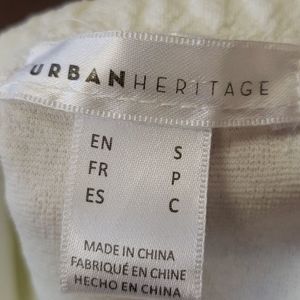 URBANHERITAGE
EN S
FR P
ES C
MADE IN CHINA
FABRIQUÉ EN CHINE
HECHO EN CHINA